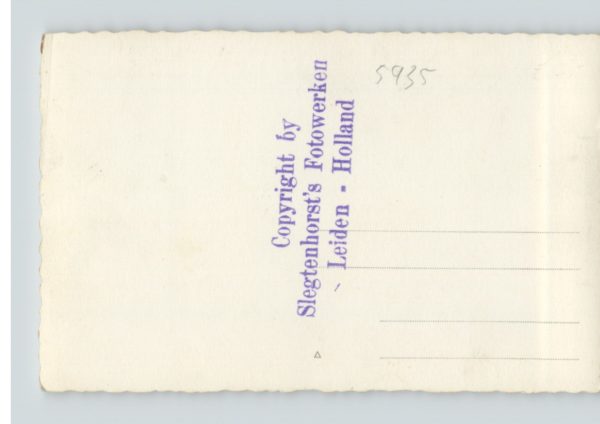 5935
Copyright by
Slegtenhorst's Fotowerken
Leiden - Holland